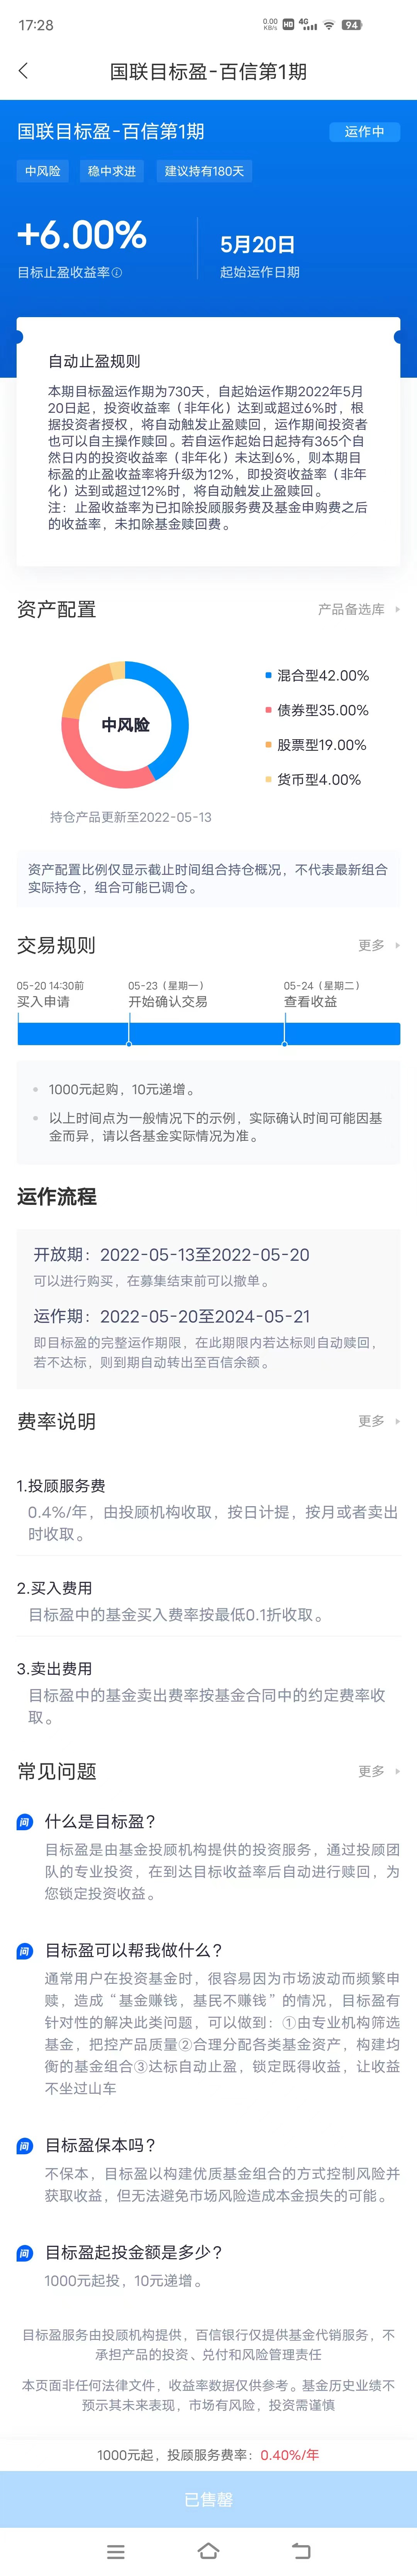 17:28
0.00 KB/s HD 4G 94
国联目标盈-百信第1期
国联目标盈-百信第1期
运作中
中风险 稳中求进 建议持有180天
+6.00%
目标止盈收益率
5月20日
起始运作日期
自动止盈规则
本期目标盈运作期为730天，自起始运作期2022年5月
20日起，投资收益率（非年化）达到或超过6%时，根
据投资者授权，将自动触发止盈赎回，运作期间投资者
也可以自主操作赎回。若自运作起始日起持有365个自
然日内的投资收益率（非年化）未达到6%，则本期目
标盈的止盈收益率将升级为12%，即投资收益率（非年
化）达到或超过12%时，将自动触发止盈赎回。
注：止盈收益率为已扣除投顾服务费及基金申购费之后
的收益率，未扣除基金赎回费。
资产配置
产品备选库
中风险
混合型42.00%
债券型35.00%
股票型19.00%
货币型4.00%
持仓产品更新至2022-05-13
资产配置比例仅显示截止时间组合持仓概况，不代表最新组合
实际持仓，组合可能已调仓。
交易规则
更多
05-20 14:30前
买入申请
05-23（星期一）
开始确认交易
05-24（星期二）
查看收益
1000元起购，10元递增。
以上时间点为一般情况下的示例，实际确认时间可能因基
金而异，请以各基金实际情况为准。
运作流程
开放期：2022-05-13至2022-05-20
可以进行购买，在募集结束前可以撤单。
运作期：2022-05-20至2024-05-21
即目标盈的完整运作期限，在此期限内若达标则自动赎回，
若不达标，则到期自动转出至百信余额。
费率说明
更多
1.投顾服务费
0.4%/年，由投顾机构收取，按日计提，按月或者卖出
时收取。
2.买入费用
目标盈中的基金买入费率按最低0.1折收取。
3.卖出费用
目标盈中的基金卖出费率按基金合同中的约定费率收
取。
常见问题
更多
问 什么是目标盈？
目标盈是由基金投顾机构提供的投资服务，通过投顾团
队的专业投资，在到达目标收益率后自动进行赎回，为
您锁定投资收益。
问 目标盈可以帮我做什么？
通常用户在投资基金时，很容易因为市场波动而频繁申
赎，造成“基金赚钱，基民不赚钱”的情况，目标盈有
针对性的解决此类问题，可以做到：①由专业机构筛选
基金，把控产品质量②合理分配各类基金资产，构建均
衡的基金组合③达标自动止盈，锁定既得收益，让收益
不坐过山车
问 目标盈保本吗？
不保本，目标盈以构建优质基金组合的方式控制风险并
获取收益，但无法避免市场风险造成本金损失的可能。
问 目标盈起投金额是多少？
1000元起投，10元递增。
目标盈服务由投顾机构提供，百信银行仅提供基金代销服务，不
承担产品的投资、兑付和风险管理责任
本页面非任何法律文件，收益率数据仅供参考。基金历史业绩不
预示其未来表现，市场有风险，投资需谨慎
1000元起，投顾服务费率：0.40%/年
已售罄